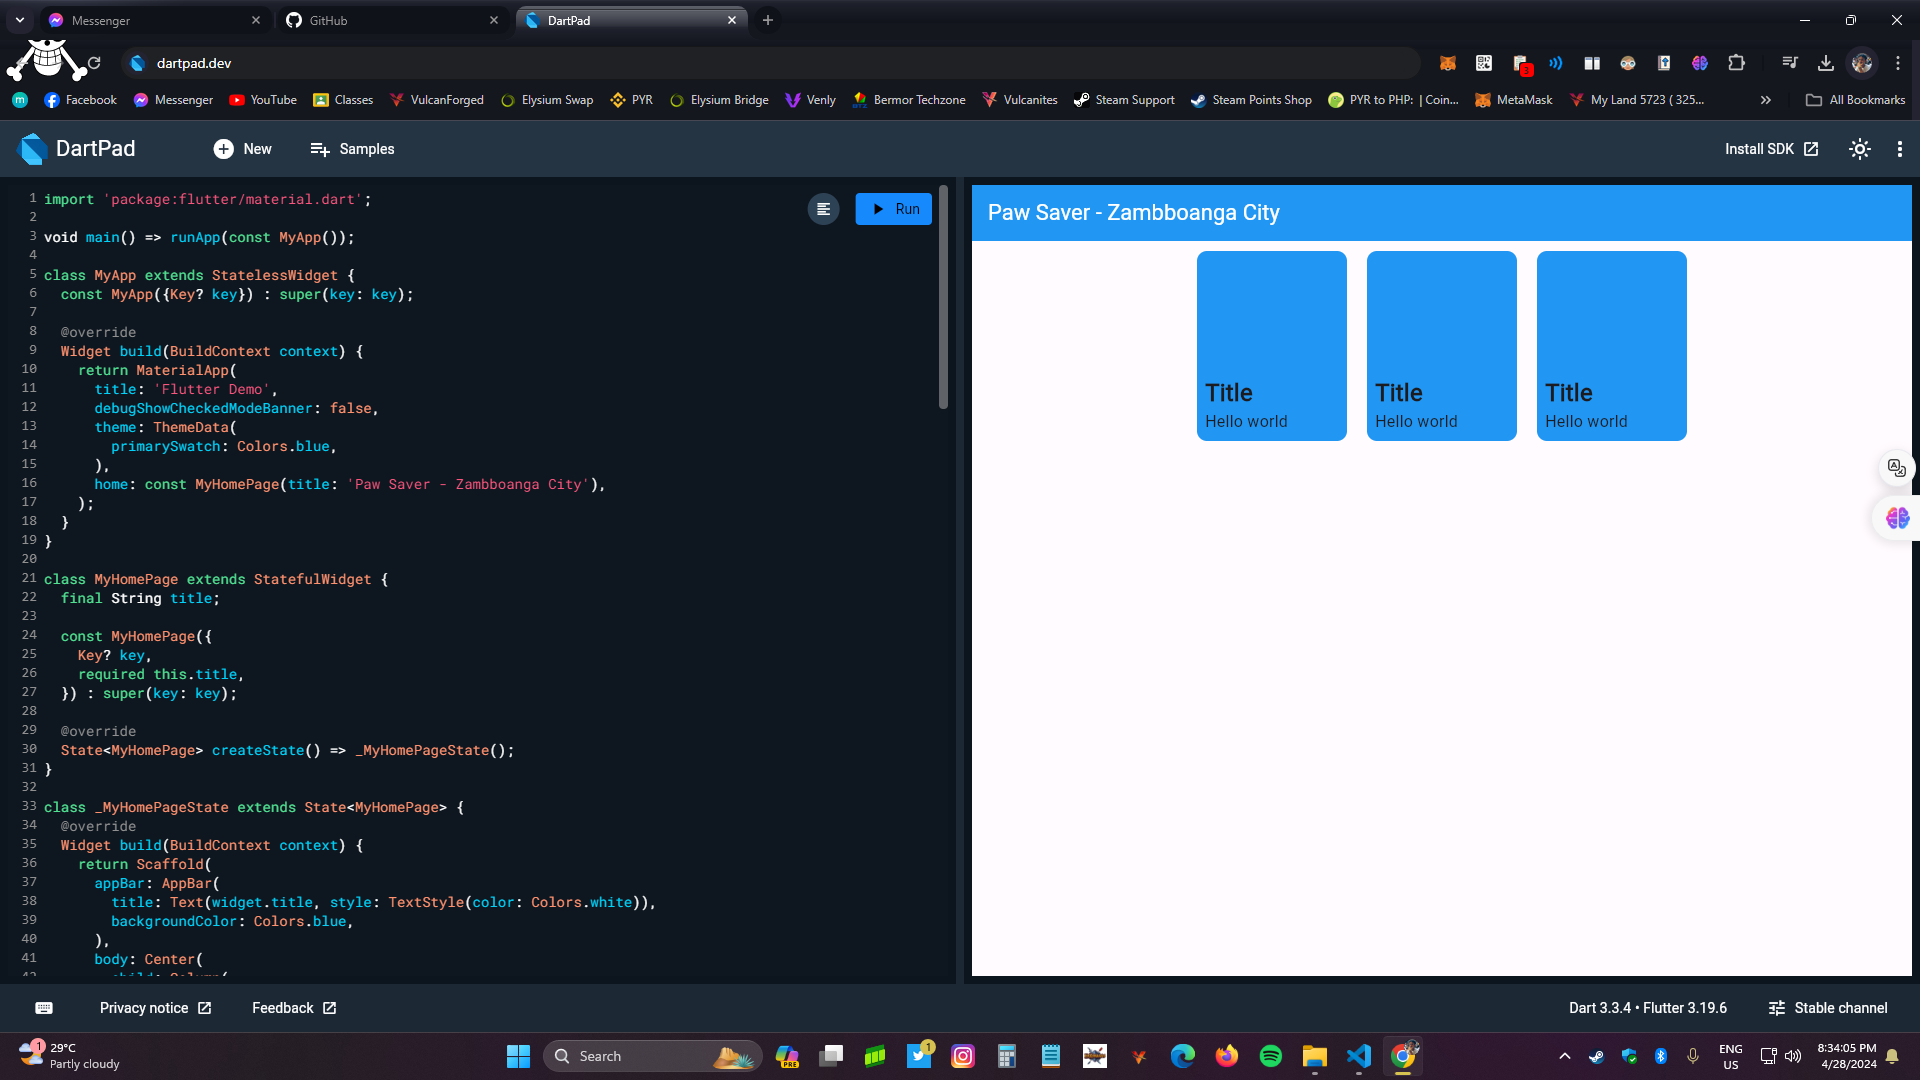 Messenger
GitHub
DartPad
dartpad.dev
3
Facebook
Messenger
YouTube
Classes
VulcanForged
Elysium Swap
PYR
Elysium Bridge
Venly
Bermor Techzone
Vulcanites
Steam Support
Steam Points Shop
PYR to PHP: | Coin...
MetaMask
My Land 5723 ( 325...
All Bookmarks
DartPad
New
Samples
Install SDK
Run
1 import 'package:flutter/material.dart';
2
3 void main() => runApp(const MyApp());
4
5 class MyApp extends StatelessWidget {
6 const MyApp({Key? key}) : super(key: key);
7
8 @override
9 Widget build(BuildContext context) {
10 return MaterialApp(
11 title: 'Flutter Demo',
12 debugShowCheckedModeBanner: false,
13 theme: ThemeData(
14 primarySwatch: Colors.blue,
15 ),
16 home: const MyHomePage(title: 'Paw Saver - Zambboanga City'),
17 );
18 }
19 }
20
21 class MyHomePage extends StatefulWidget {
22 final String title;
23
24 const MyHomePage({
25 Key? key,
26 required this.title,
27 }) : super(key: key);
28
29 @override
30 State<MyHomePage> createState() => _MyHomePageState();
31 }
32
33 class _MyHomePageState extends State<MyHomePage> {
34 @override
35 Widget build(BuildContext context) {
36 return Scaffold(
37 appBar: AppBar(
38 title: Text(widget.title, style: TextStyle(color: Colors.white)),
39 backgroundColor: Colors.blue,
40 ),
41 body: Center(
42 child: Column(
Paw Saver - Zambboanga City
Title
Hello world
Title
Hello world
Title
Hello world
Privacy notice
Feedback
Dart 3.3.4 • Flutter 3.19.6
Stable channel
1
29°C
Partly cloudy
Search
PRE
1
ENG
US
8:34:05 PM
4/28/2024